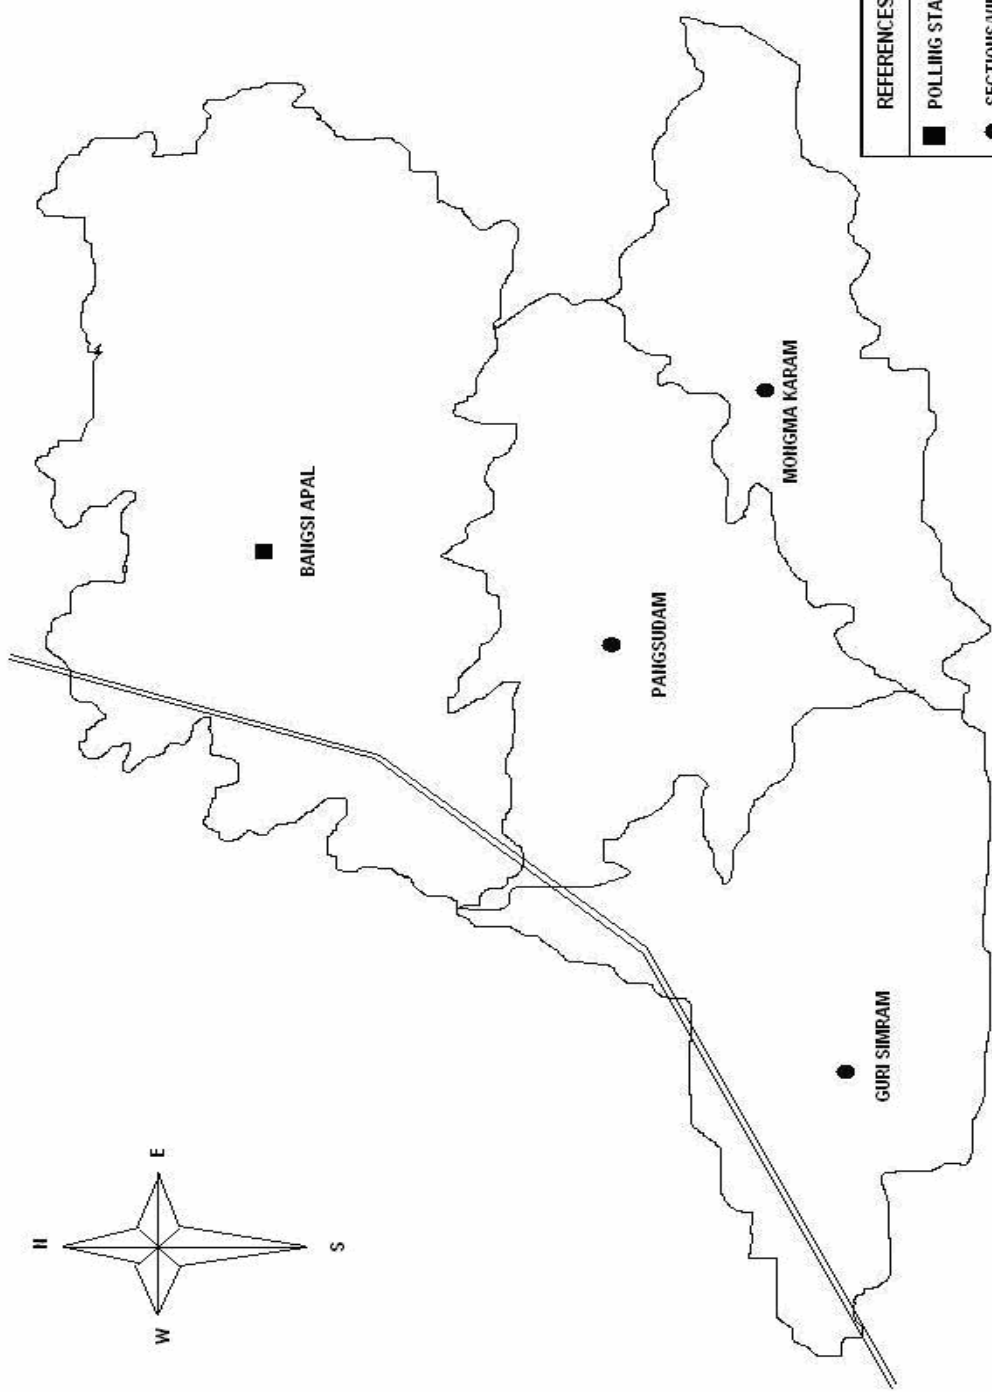 N
W
E
S
BANGSI APAL
PANGSUDAM
MONGMA KARAM
GURI SIMRAM
REFERENCES
POLLING STA